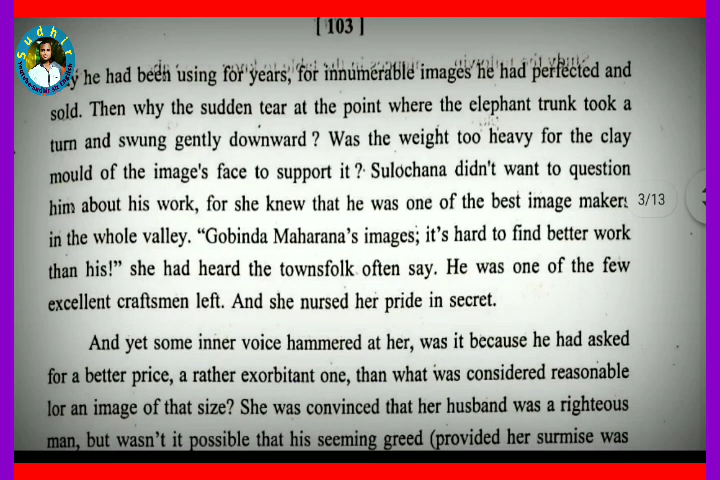 [ 103 ]
Sudhir
he had been using for years, for innumerable images he had perfected and
sold. Then why the sudden tear at the point where the elephant trunk took a
turn and swung gently downward ? Was the weight too heavy for the clay
mould of the image's face to support it ? Sulochana didn't want to question
him about his work, for she knew that he was one of the best image makers
3/13
in the whole valley. “Gobinda Maharana's images; it's hard to find better work
than his!” she had heard the townsfolk often say. He was one of the few
excellent craftsmen left. And she nursed her pride in secret.
And yet some inner voice hammered at her, was it because he had asked
for a better price, a rather exorbitant one, than what was considered reasonable
lor an image of that size? She was convinced that her husband was a righteous
man, but wasn't it possible that his seeming greed (provided her surmise was